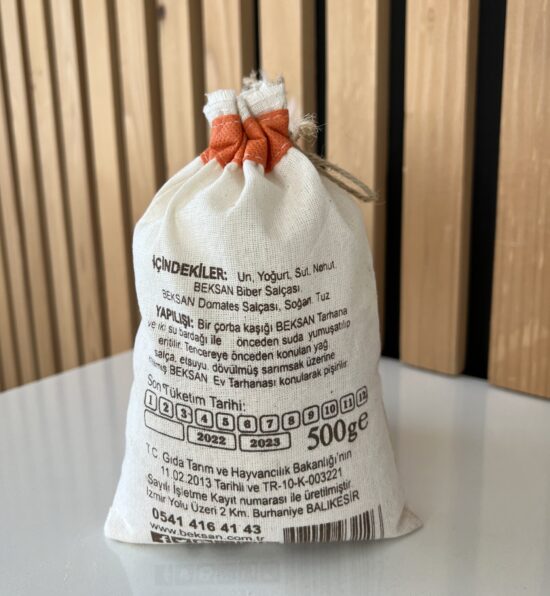 İÇİNDEKİLER: Un, Yoğurt, Süt, Nohut,
BEKSAN Biber Salçası,
BEKSAN Domates Salçası, Soğan, Tuz
YAPILIŞI: Bir çorba kaşığı BEKSAN Tarhana
ve iki su bardağı ile önceden suda yumuşatılıp
eritilir. Tencereye önceden konulan yağ
salça, etsuyu, dövülmüş sarımsak üzerine
BEKSAN Ev Tarhanası konularak pişirilir.
Son Tüketim Tarihi:
1 2 3 4 5 6 7 8 9 10 11 12
2022 2023 500ge
T.C Gıda Tarım ve Hayvancılık Bakanlığı'nın
11.02.2013 Tarihli ve TR-10-K-003221
Sayılı İşletme Kayıt numarası ile üretilmiştir.
İzmir Yolu Üzeri 2 Km. Burhaniye BALIKESİR
0541 416 41 43
www.beksan.com.tr